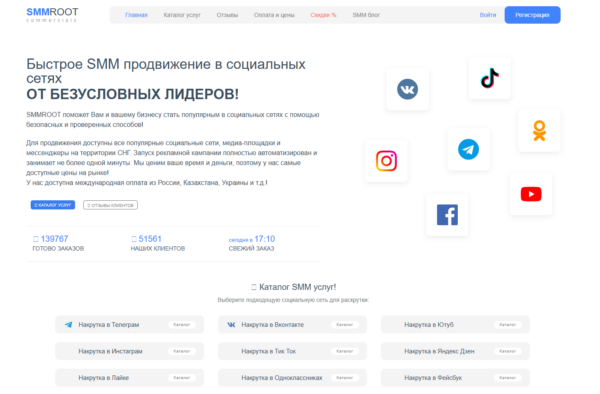 SMMROOT
commerciale
Главная
Каталог услуг
Отзывы
Оплата и цены
Скидки %
SMM блог
Войти
Регистрация
Быстрое SMM продвижение в социальных
сетях
ОТ БЕЗУСЛОВНЫХ ЛИДЕРОВ!
SMMROOT поможет Вам и вашему бизнесу стать популярным в социальных сетях с помощью
безопасных и проверенных способов!
Для продвижения доступны все популярные социальные сети, медиа-площадки и
мессенджеры на территории СНГ. Запуск рекламной кампании полностью автоматизирован и
занимает не более одной минуты. Мы ценим ваше время и деньги, поэтому у нас самые
доступные цены на рынке!
У нас доступна международная оплата из России, Казахстана, Украины и т.д.!
КАТАЛОГ УСЛУГ
ОТЗЫВЫ КЛИЕНТОВ
139767
ГОТОВО ЗАКАЗОВ
51561
НАШИХ КЛИЕНТОВ
сегодня в 17:10
СВЕЖИЙ ЗАКАЗ
Каталог SMM услуг!
Выберите подходящую социальную сеть для раскрутки:
Накрутка в Телеграм
Каталог
Накрутка в Вконтакте
Каталог
Накрутка в Ютуб
Каталог
Накрутка в Инстаграм
Каталог
Накрутка в Тик Ток
Каталог
Накрутка в Яндекс Дзен
Каталог
Накрутка в Лайке
Каталог
Накрутка в Одноклассниках
Каталог
Накрутка в Фейсбук
Каталог